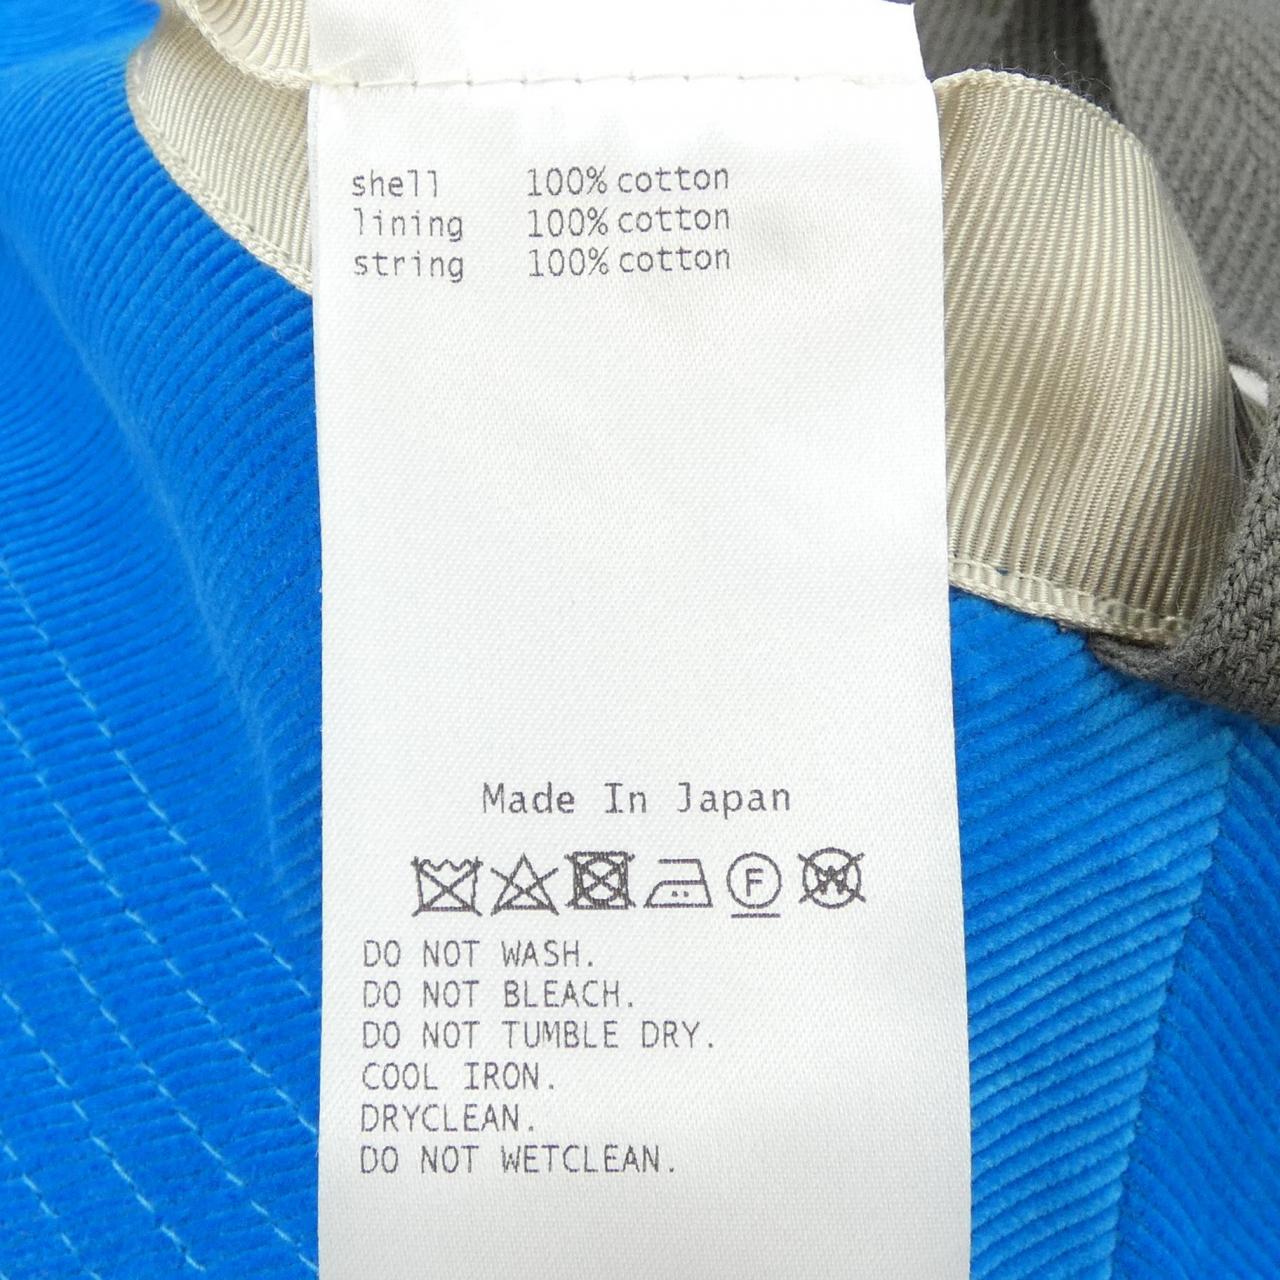 shell 100% cotton
lining 100% cotton
string 100% cotton
Made In Japan
F W
DO NOT WASH.
DO NOT BLEACH.
DO NOT TUMBLE DRY.
COOL IRON.
DRYCLEAN.
DO NOT WETCLEAN.